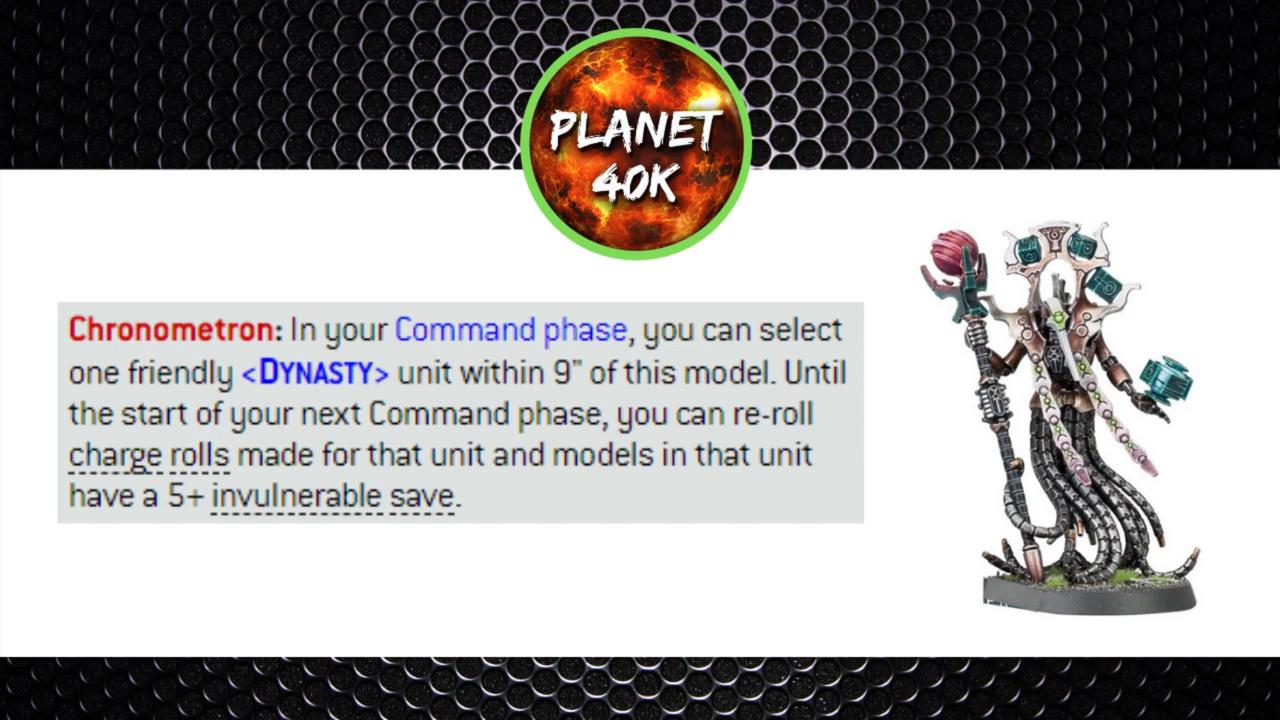 PLANET
40K
Chronometron: In your Command phase, you can select
one friendly <DYNASTY> unit within 9" of this model. Until
the start of your next Command phase, you can re-roll
charge rolls made for that unit and models in that unit
have a 5+ invulnerable save.